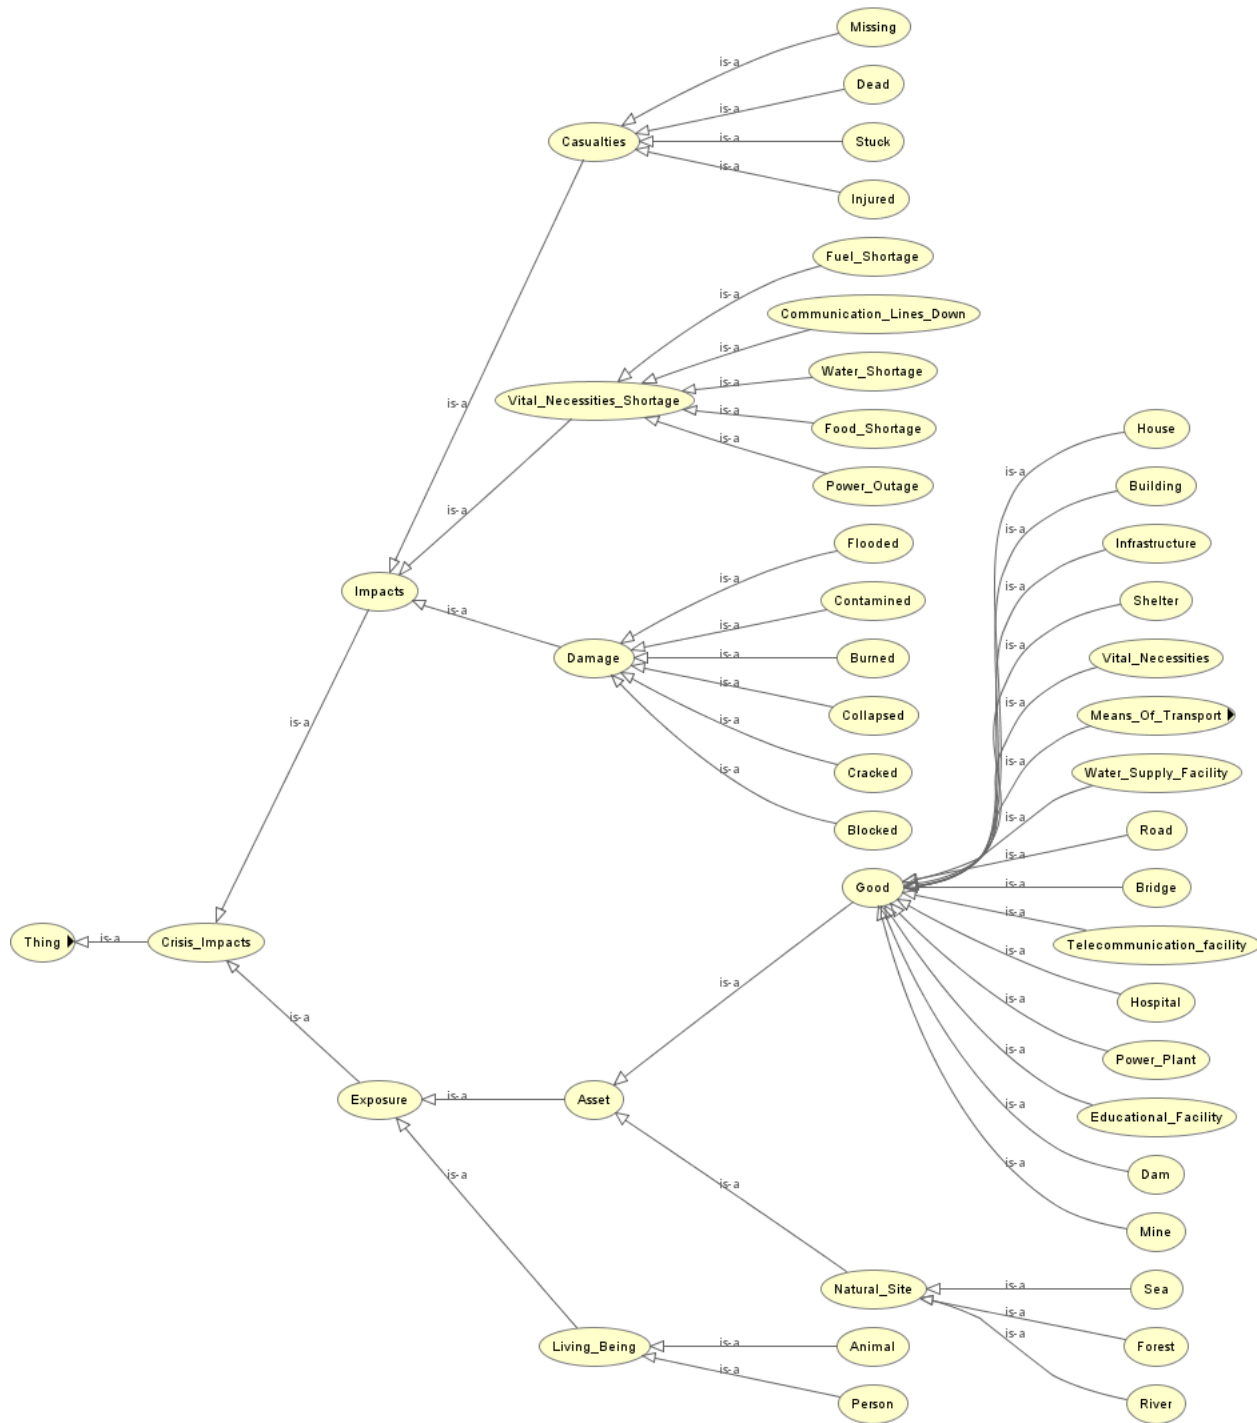 Missing
is-a
Dead
is-a
Casualties
is-a
Stuck
is-a
Injured
Fuel_Shortage
is-a
Communication_Lines_Down
is-a
Water_Shortage
is-a
Vital_Necessities_Shortage
is-a
is-a
Food_Shortage
House
is-a
Power_Outage
is-a
Building
is-a
is-a
Flooded
Infrastructure
is-a
is-a
Impacts
Contamined
Shelter
is-a
is-a
is-a
Damage
is-a
Burned
Vital_Necessities
is-a
is-a
Collapsed
Means_Of_Transport
is-a
is-a
is-a
Cracked
Water_Supply_Facility
is-a
is-a
Blocked
Road
is-a
Good
is-a
Bridge
is-a
Thing
is-a
Crisis_Impacts
Telecommunication_facility
is-a
is-a
Hospital
is-a
is-a
Power_Plant
is-a
Exposure
is-a
Asset
Educational_Facility
is-a
is-a
Dam
is-a
Mine
Natural_Site
is-a
Sea
is-a
is-a
Living_Being
is-a
Animal
Forest
is-a
Person
River